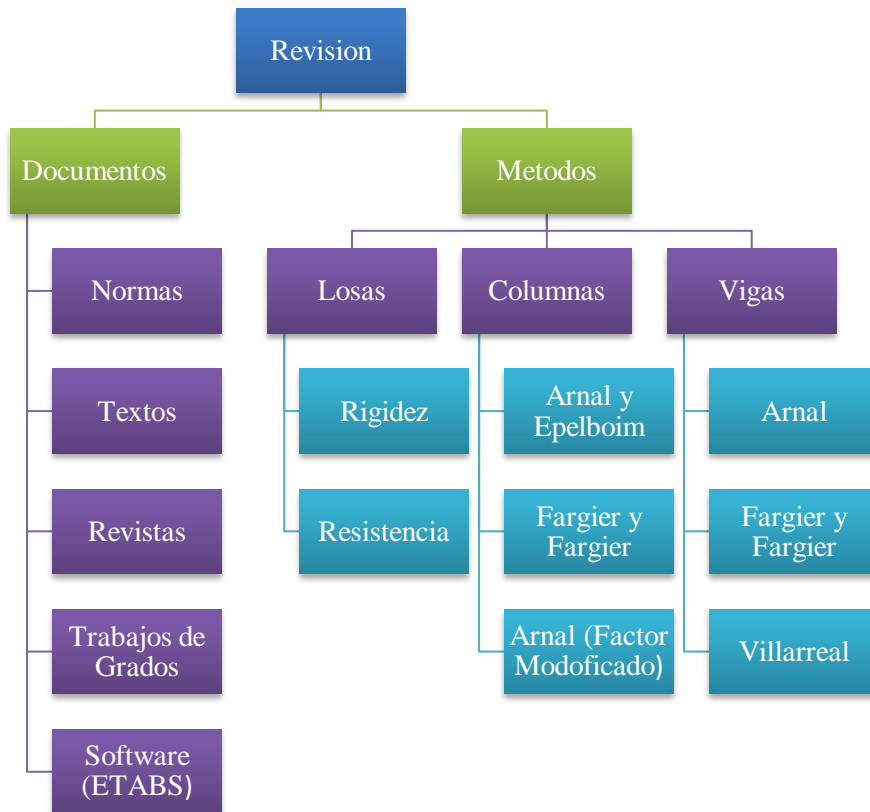 Revision
Documentos
Metodos
Normas
Losas
Columnas
Vigas
Textos
Rigidez
Arnal y
Epelboim
Arnal
Revistas
Resistencia
Fargier y
Fargier
Fargier y
Fargier
Trabajos de
Grados
Arnal (Factor
Modoficado)
Villarreal
Software
(ETABS)